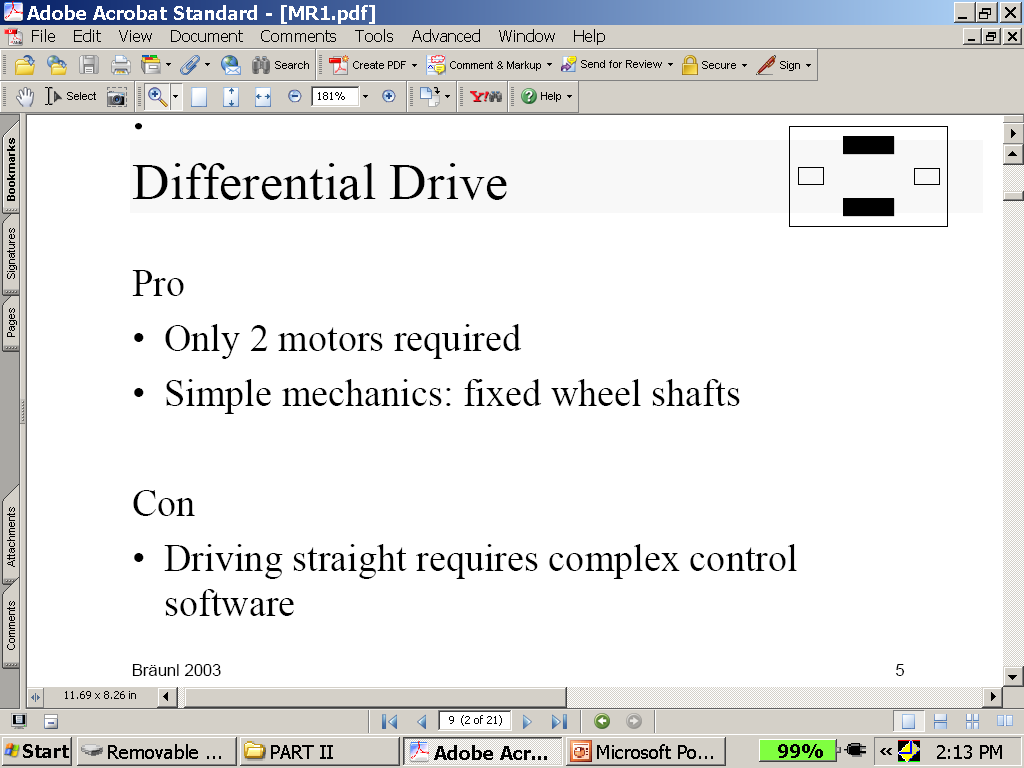 Adobe Acrobat Standard - [MR1.pdf]
File Edit View Document Comments Tools Advanced Window Help
Search Create PDF Comment & Markup Send for Review Secure Sign
Select 181% Y! Help
Bookmarks
Signatures
Pages
Attachments
Comments
•
Differential Drive
Pro
• Only 2 motors required
• Simple mechanics: fixed wheel shafts
Con
• Driving straight requires complex control
software
Bräunl 2003 5
11.69 x 8.26 in
9 (2 of 21)
Start Removable ... PART II Adobe Acr... Microsoft Po... 99% « 2:13 PM